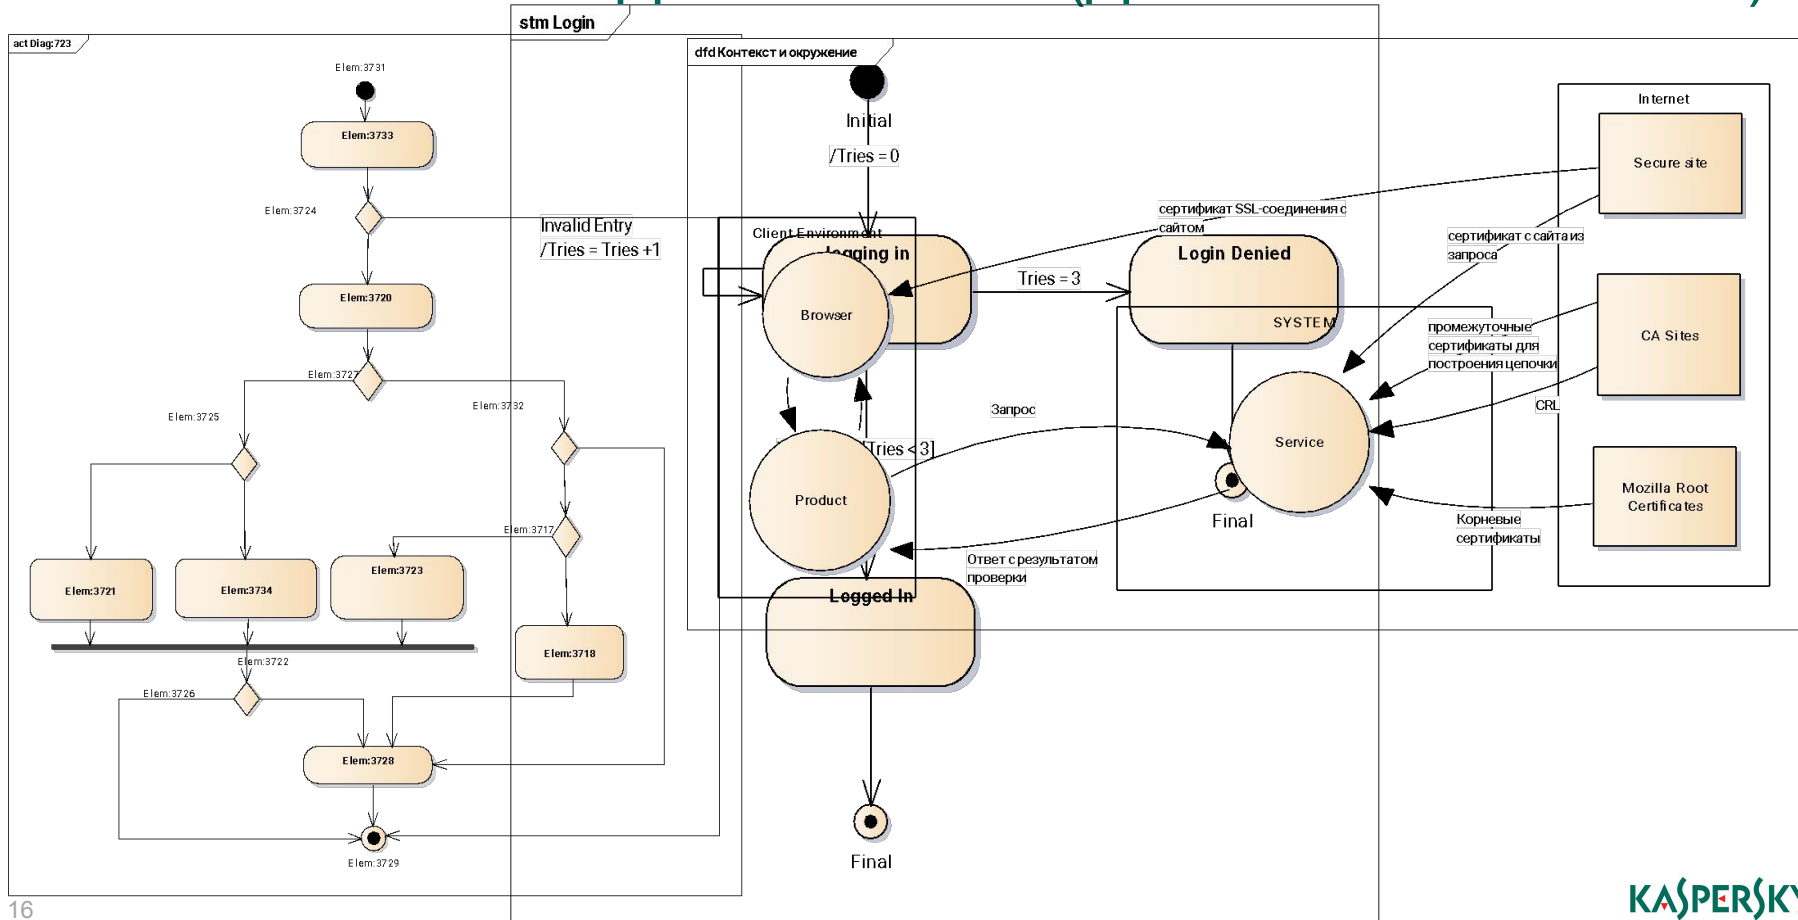 stm Login
act Diag:723
dfd Контекст и окружение
Elem:3731
Elem:3733
Elem:3724
Elem:3720
Elem:3727
Elem:3725
Elem:3732
Elem:3717
Elem:3721
Elem:3734
Elem:3723
Elem:3718
Elem:3722
Elem:3726
Elem:3728
Elem:3729
Initial
/Tries = 0
Invalid Entry
/Tries = Tries +1
Client Environment
Logging in
Browser
Tries = 3
Login Denied
SYSTEM
Запрос
Tries < 3]
Product
Service
Final
Ответ с результатом
проверки
Logged In
Final
сертификат SSL-соединения с
сайтом
сертификат с сайта из
запроса
промежуточные
сертификаты для
построения цепочки
CRL
Корневые
сертификаты
Internet
Secure site
CA Sites
Mozilla Root
Certificates
16
KASPERSKY